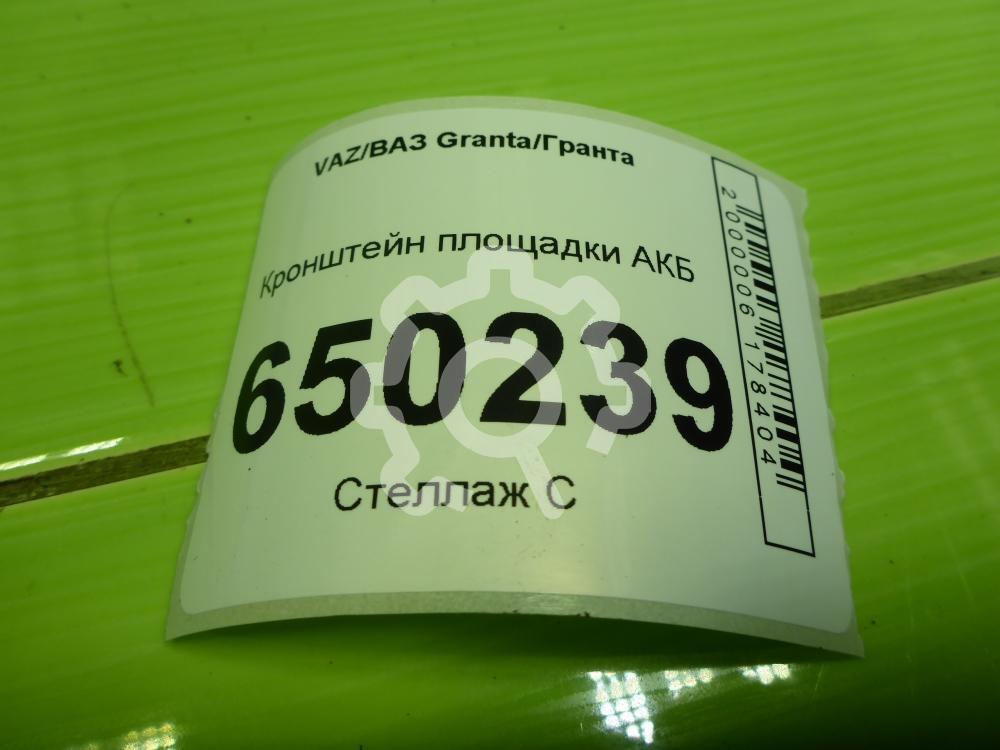 VAZ/ВАЗ Granta/Гранта
Кронштейн площадки АКБ
650239
Стеллаж С
2000006178404